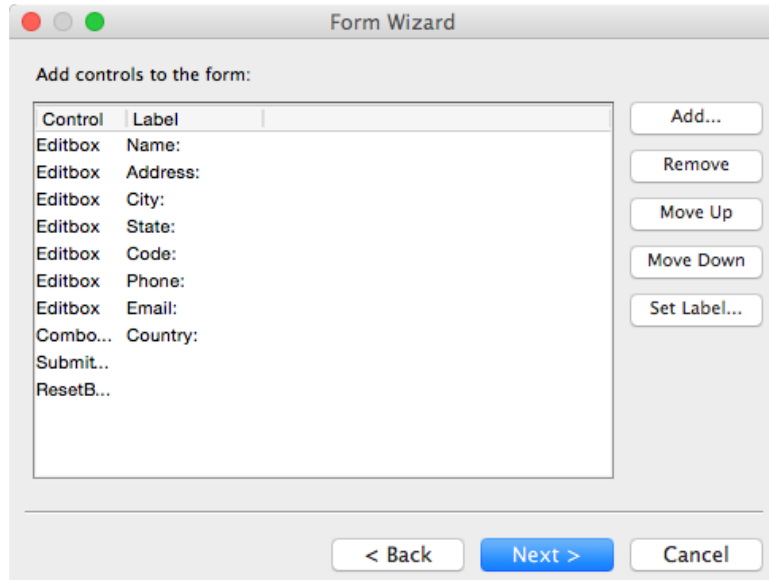 Form Wizard
Add controls to the form:
Control Label
Editbox Name:
Editbox Address:
Editbox City:
Editbox State:
Editbox Code:
Editbox Phone:
Editbox Email:
Combo... Country:
Submit...
ResetB...
Add...
Remove
Move Up
Move Down
Set Label...
< Back Next > Cancel